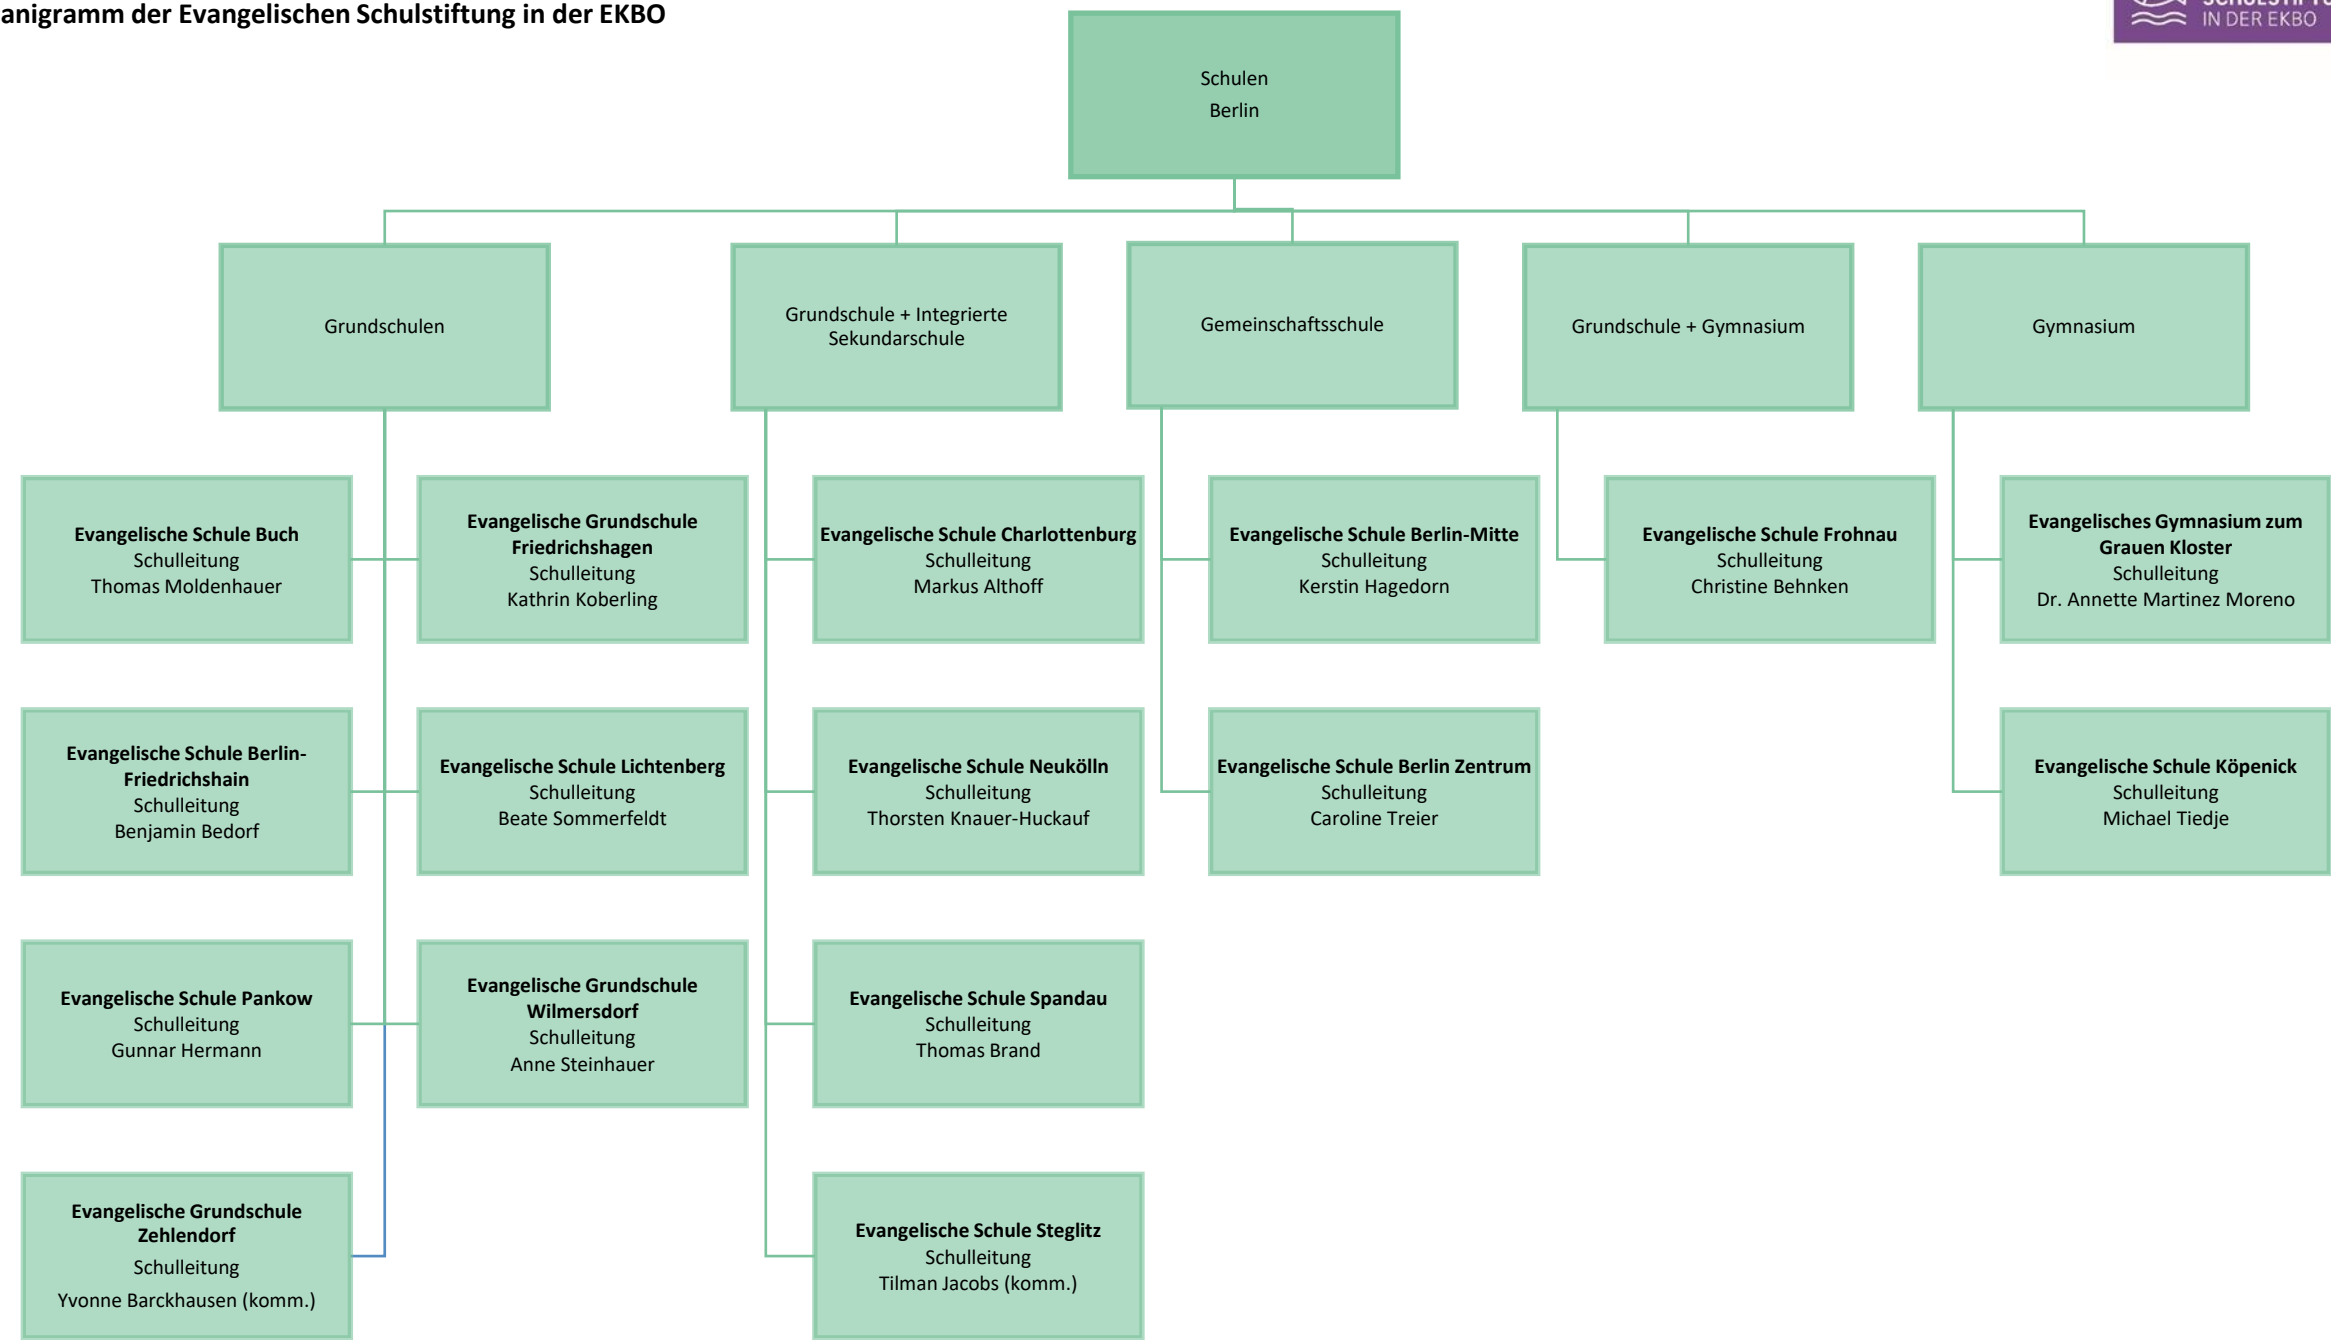 anigramm der Evangelischen Schulstiftung in der EKBO
IN DER EKBO
Schulen
Berlin
Grundschulen
Grundschule + Integrierte
Sekundarschule
Gemeinschaftsschule
Grundschule + Gymnasium
Gymnasium
Evangelische Schule Buch
Schulleitung
Thomas Moldenhauer
Evangelische Grundschule
Friedrichshagen
Schulleitung
Kathrin Koberling
Evangelische Schule Charlottenburg
Schulleitung
Markus Althoff
Evangelische Schule Berlin-Mitte
Schulleitung
Kerstin Hagedorn
Evangelische Schule Frohnau
Schulleitung
Christine Behnken
Evangelisches Gymnasium zum
Grauen Kloster
Schulleitung
Dr. Annette Martinez Moreno
Evangelische Schule Berlin-
Friedrichshain
Schulleitung
Benjamin Bedorf
Evangelische Schule Lichtenberg
Schulleitung
Beate Sommerfeldt
Evangelische Schule Neukölln
Schulleitung
Thorsten Knauer-Huckauf
Evangelische Schule Berlin Zentrum
Schulleitung
Caroline Treier
Evangelische Schule Köpenick
Schulleitung
Michael Tiedje
Evangelische Schule Pankow
Schulleitung
Gunnar Hermann
Evangelische Grundschule
Wilmersdorf
Schulleitung
Anne Steinhauer
Evangelische Schule Spandau
Schulleitung
Thomas Brand
Evangelische Grundschule
Zehlendorf
Schulleitung
Yvonne Barckhausen (komm.)
Evangelische Schule Steglitz
Schulleitung
Tilman Jacobs (komm.)